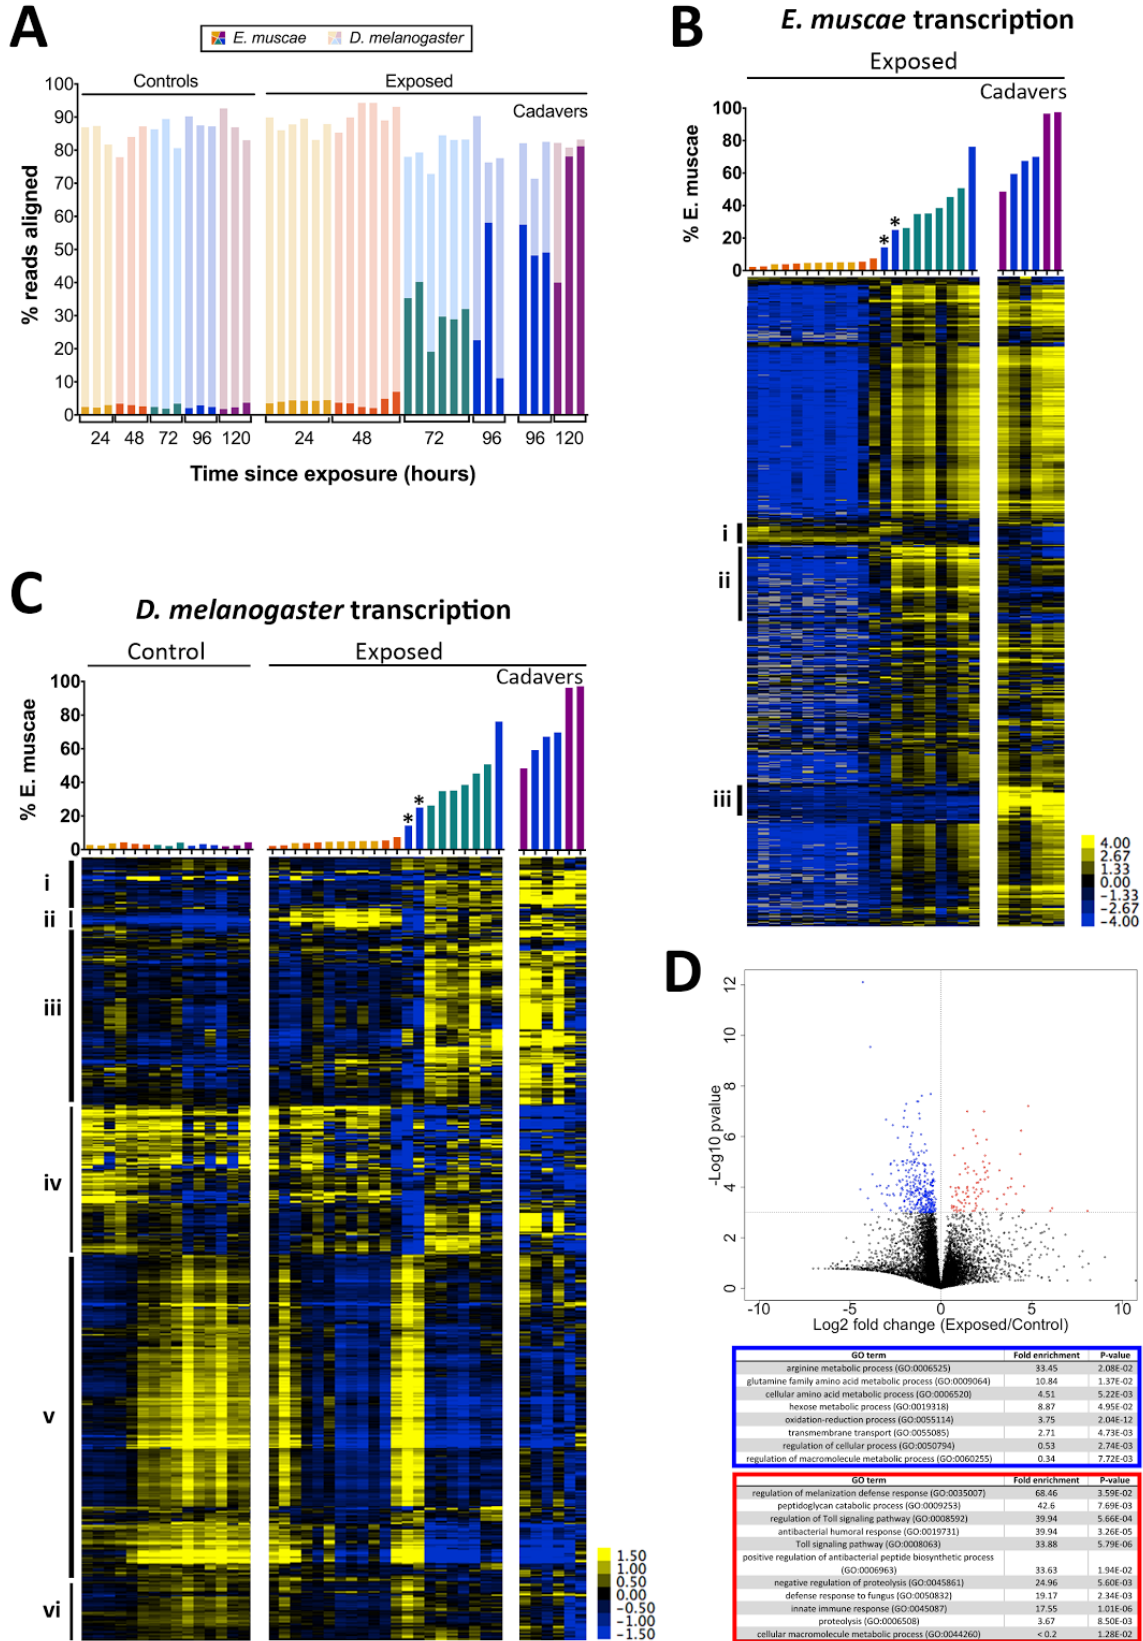 A
E. muscae D. melanogaster
Controls Exposed
Cadavers
% reads aligned
100
90
80
70
60
50
40
30
20
10
0
24 48 72 96 120 24 48 72 96 96 120
Time since exposure (hours)
B
E. muscae transcription
Exposed
Cadavers
% E. muscae
100
80
60
40
20
0
* *
i
ii
iii
4.00
2.67
1.33
0.00
-1.33
-2.67
-4.00
C
D. melanogaster transcription
Control Exposed
Cadavers
% E. muscae
100
80
60
40
20
0
* *
i
ii
iii
iv
v
vi
1.50
1.00
0.50
0.00
-0.50
-1.00
-1.50
D
-Log10 pvalue
12
10
8
6
4
2
0
-10 -5 0 5 10
Log2 fold change (Exposed/Control)
GO term Fold enrichment P-value
arginine metabolic process (GO:0006525) 33.45 2.08E-02
glutamine family amino acid metabolic process (GO:0009064) 10.84 1.37E-02
cellular amino acid metabolic process (GO:0006520) 4.51 5.22E-03
hexose metabolic process (GO:0019318) 8.87 4.95E-02
oxidation-reduction process (GO:0055114) 3.75 2.04E-12
transmembrane transport (GO:0055085) 2.71 4.73E-03
regulation of cellular process (GO:0050794) 0.53 2.74E-03
regulation of macromolecule metabolic process (GO:0060255) 0.34 7.72E-03
GO term Fold enrichment P-value
regulation of melanization defense response (GO:0035007) 68.46 3.59E-02
peptidoglycan catabolic process (GO:0009253) 42.6 7.69E-03
regulation of Toll signaling pathway (GO:0008592) 39.94 5.66E-04
antibacterial humoral response (GO:0019731) 39.94 3.26E-05
Toll signaling pathway (GO:0008063) 33.88 5.79E-06
positive regulation of antibacterial peptide biosynthetic process
(GO:0006963) 33.63 1.94E-02
negative regulation of proteolysis (GO:0045861) 24.96 5.60E-03
defense response to fungus (GO:0050832) 19.17 2.34E-03
innate immune response (GO:0045087) 17.55 1.01E-06
proteolysis (GO:0006508) 3.67 8.50E-03
cellular macromolecule metabolic process (GO:0044260) < 0.2 1.28E-02